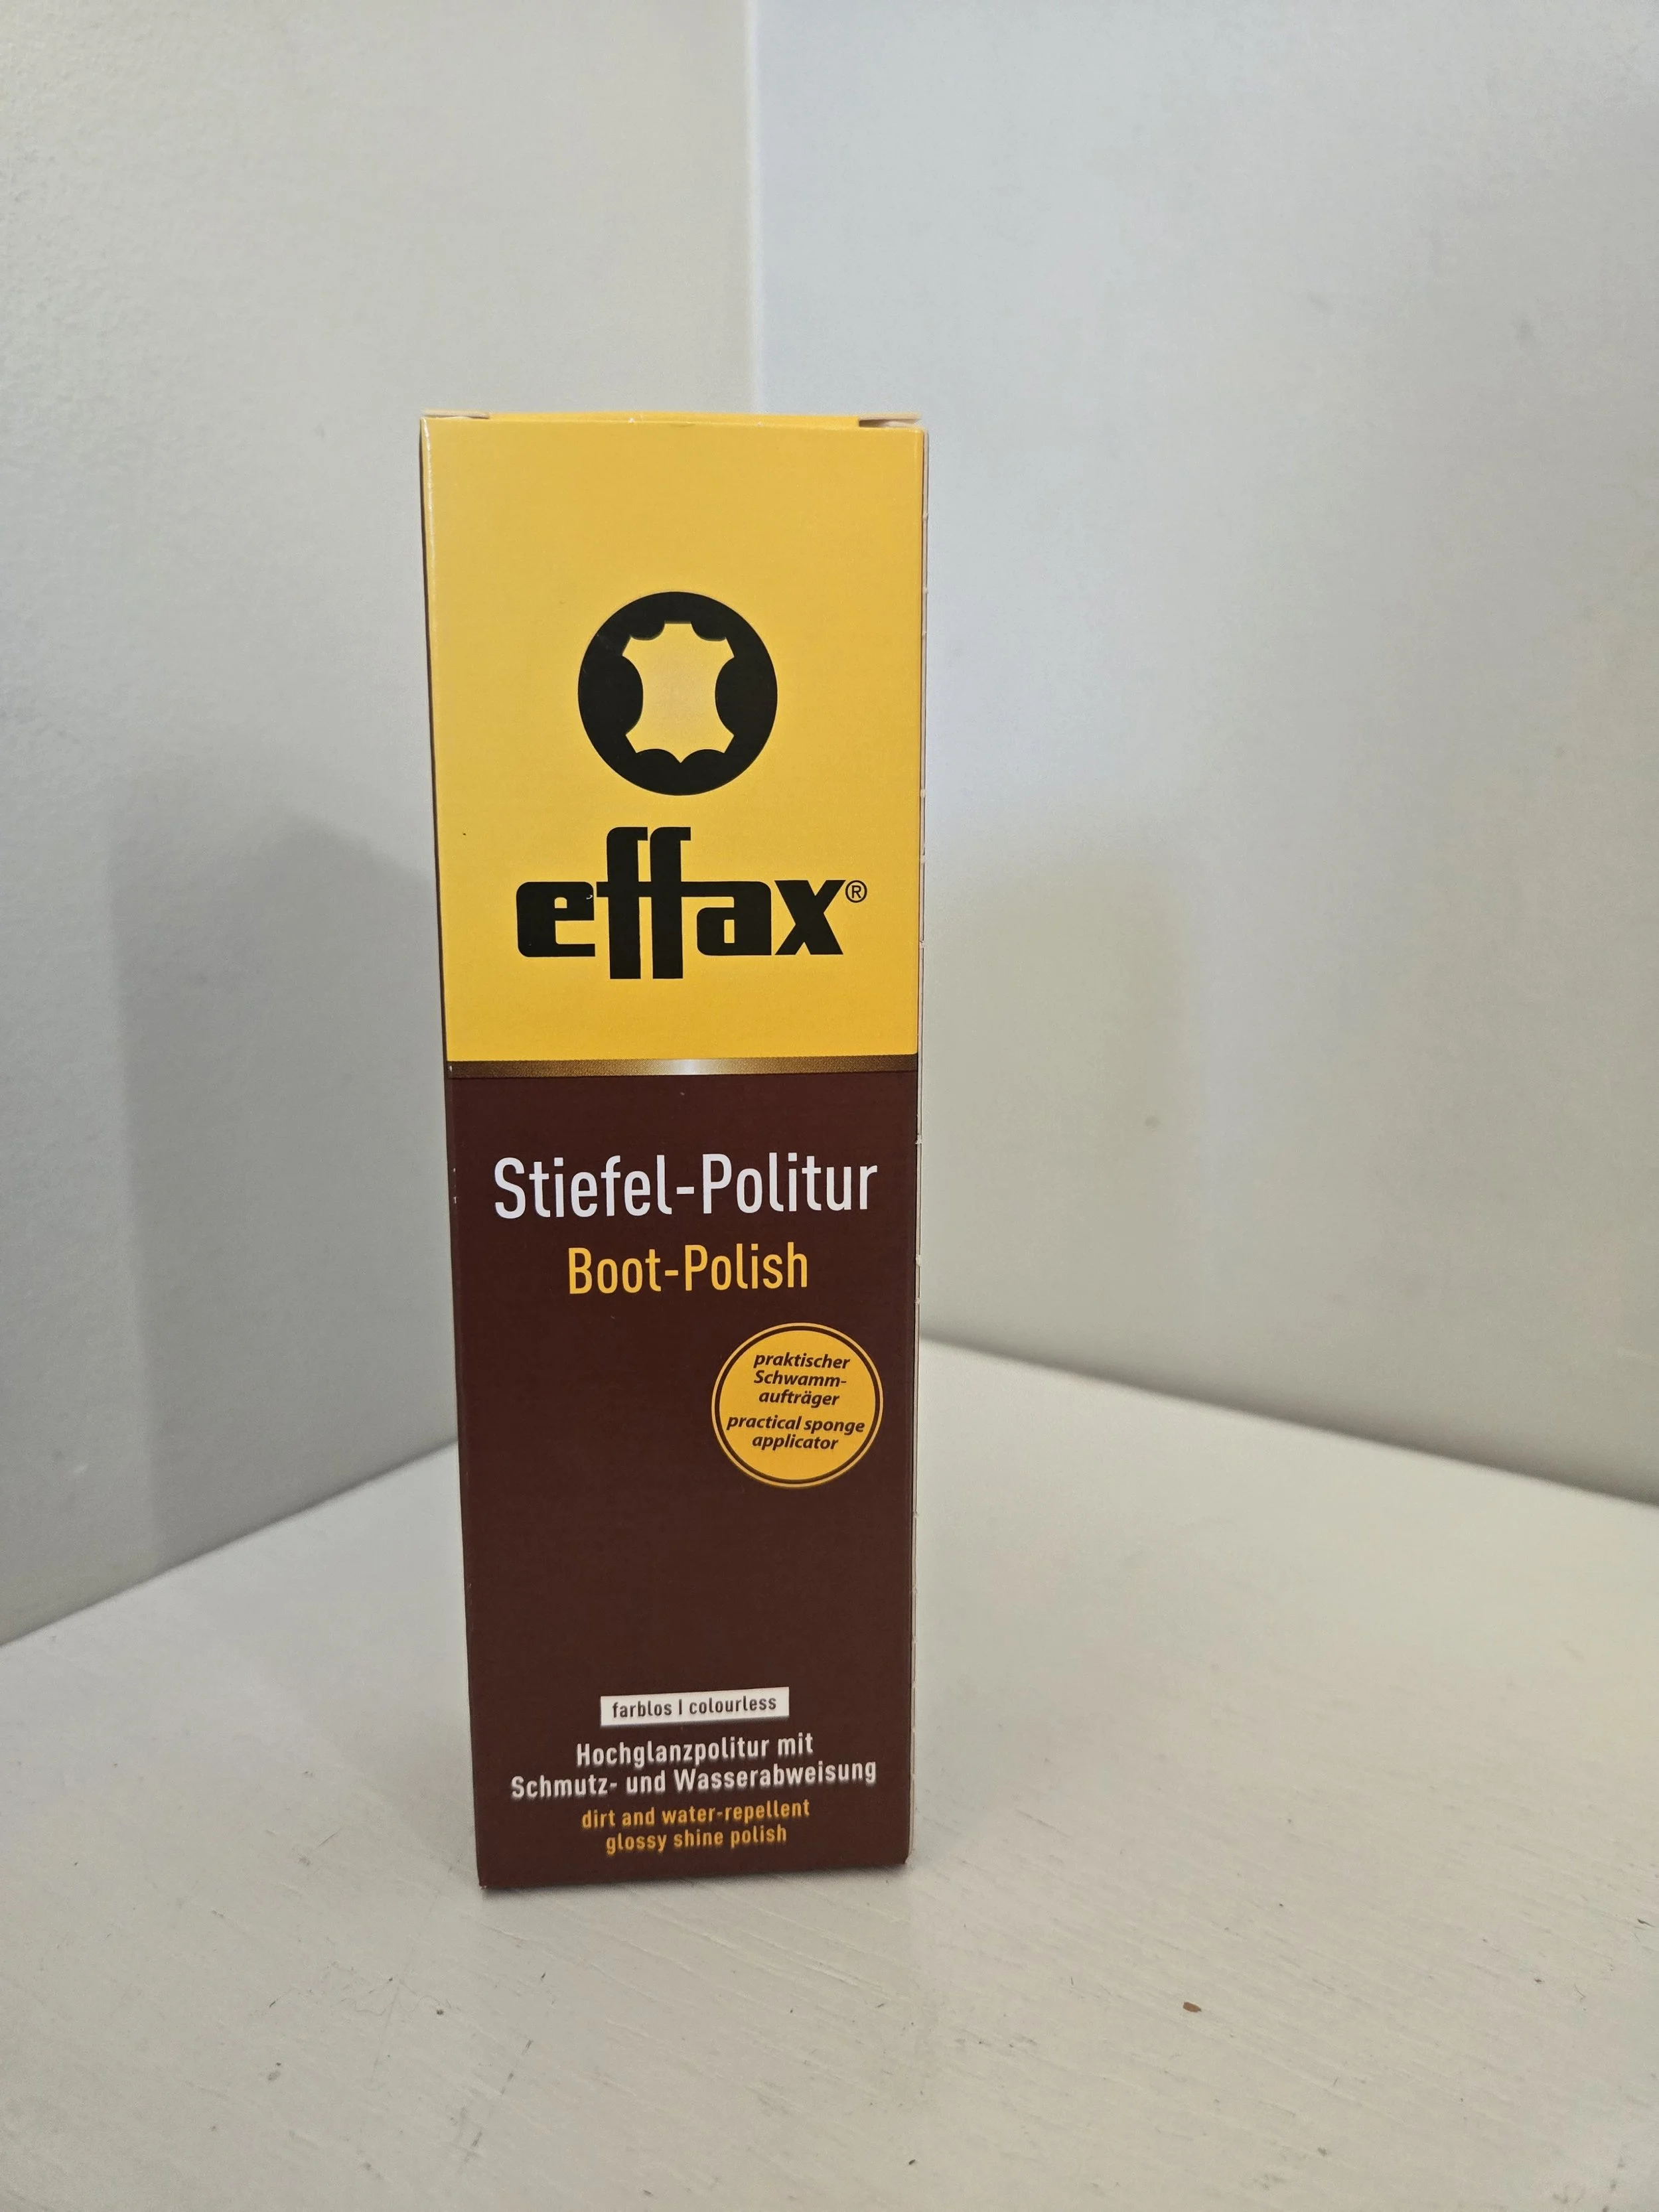 effax®
Stiefel-Politur
Boot-Polish
praktischer
Schwamm-
aufträger
practical sponge
applicator
farblos | colourless
Hochglanzpolitur mit
Schmutz- und Wasserabweisung
dirt and water-repellent
glossy shine polish